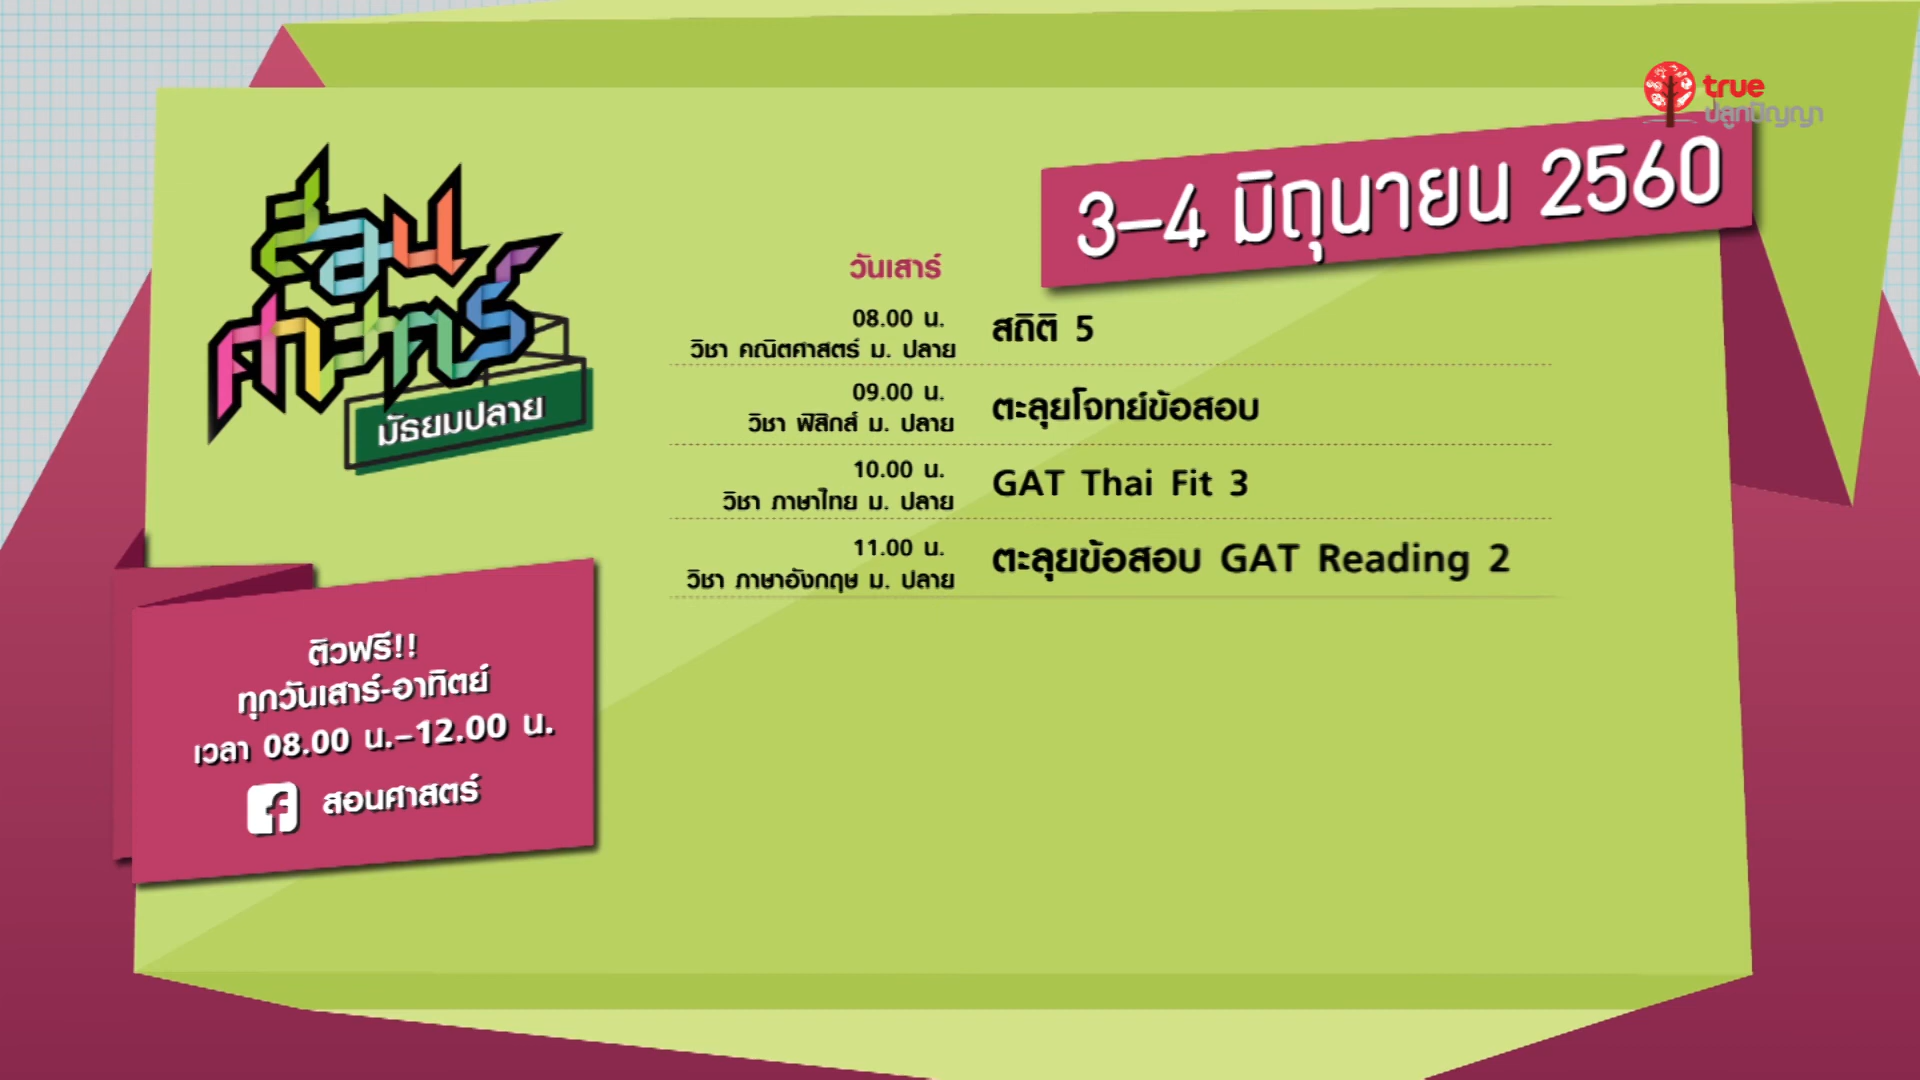 true
ปลูกปัญญา
3–4 มิถุนายน 2560
สอน
ศาสตร์
มัธยมปลาย
วันเสาร์
08.00 น.
วิชา คณิตศาสตร์ ม. ปลาย
สถิติ 5
09.00 น.
วิชา ฟิสิกส์ ม. ปลาย
ตะลุยโจทย์ข้อสอบ
10.00 น.
วิชา ภาษาไทย ม. ปลาย
GAT Thai Fit 3
11.00 น.
วิชา ภาษาอังกฤษ ม. ปลาย
ตะลุยข้อสอบ GAT Reading 2
ติวฟรี!!
ทุกวันเสาร์-อาทิตย์
เวลา 08.00 น.–12.00 น.
สอนศาสตร์